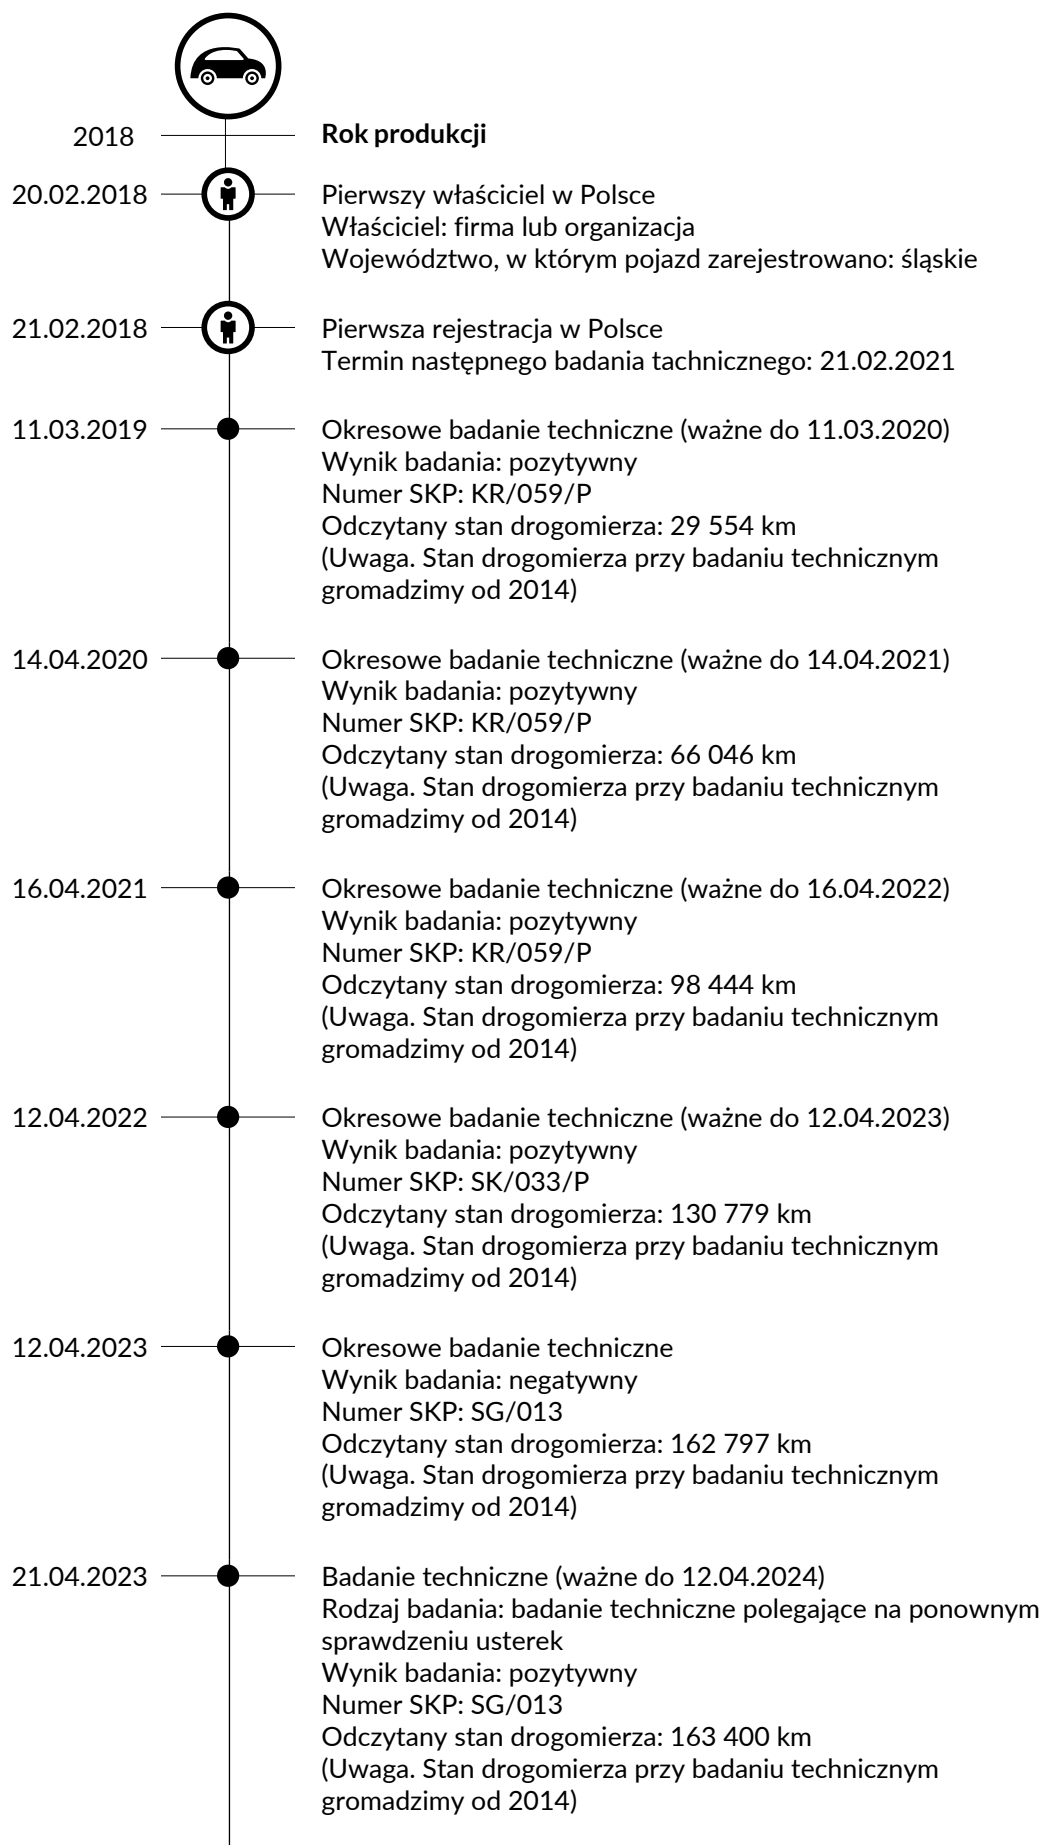 2018
Rok produkcji
20.02.2018
Pierwszy właściciel w Polsce
Właściciel: firma lub organizacja
Województwo, w którym pojazd zarejestrowano: śląskie
21.02.2018
Pierwsza rejestracja w Polsce
Termin następnego badania tachnicznego: 21.02.2021
11.03.2019
Okresowe badanie techniczne (ważne do 11.03.2020)
Wynik badania: pozytywny
Numer SKP: KR/059/P
Odczytany stan drogomierza: 29 554 km
(Uwaga. Stan drogomierza przy badaniu technicznym
gromadzimy od 2014)
14.04.2020
Okresowe badanie techniczne (ważne do 14.04.2021)
Wynik badania: pozytywny
Numer SKP: KR/059/P
Odczytany stan drogomierza: 66 046 km
(Uwaga. Stan drogomierza przy badaniu technicznym
gromadzimy od 2014)
16.04.2021
Okresowe badanie techniczne (ważne do 16.04.2022)
Wynik badania: pozytywny
Numer SKP: KR/059/P
Odczytany stan drogomierza: 98 444 km
(Uwaga. Stan drogomierza przy badaniu technicznym
gromadzimy od 2014)
12.04.2022
Okresowe badanie techniczne (ważne do 12.04.2023)
Wynik badania: pozytywny
Numer SKP: SK/033/P
Odczytany stan drogomierza: 130 779 km
(Uwaga. Stan drogomierza przy badaniu technicznym
gromadzimy od 2014)
12.04.2023
Okresowe badanie techniczne
Wynik badania: negatywny
Numer SKP: SG/013
Odczytany stan drogomierza: 162 797 km
(Uwaga. Stan drogomierza przy badaniu technicznym
gromadzimy od 2014)
21.04.2023
Badanie techniczne (ważne do 12.04.2024)
Rodzaj badania: badanie techniczne polegające na ponownym
sprawdzeniu usterek
Wynik badania: pozytywny
Numer SKP: SG/013
Odczytany stan drogomierza: 163 400 km
(Uwaga. Stan drogomierza przy badaniu technicznym
gromadzimy od 2014)